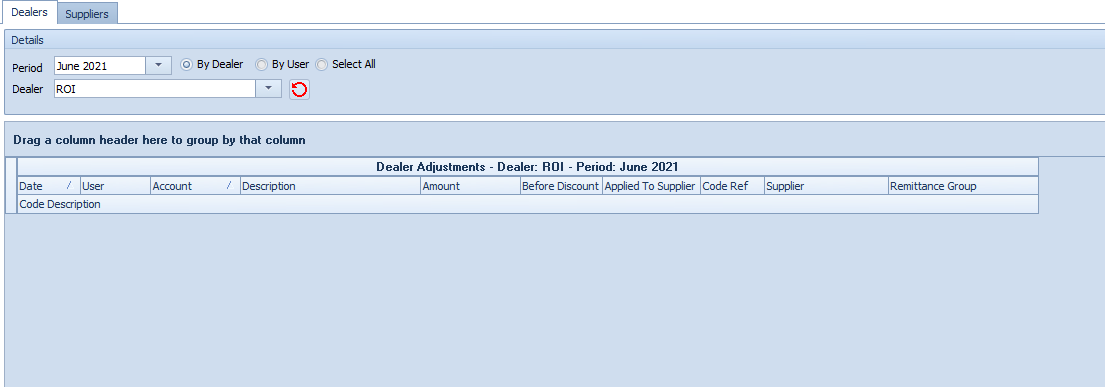 Dealers Suppliers
Details
Period June 2021 By Dealer By User Select All
Dealer ROI
Drag a column header here to group by that column
Dealer Adjustments - Dealer: ROI - Period: June 2021
Date / User Account / Description Amount Before Discount Applied To Supplier Code Ref Supplier Remittance Group
Code Description